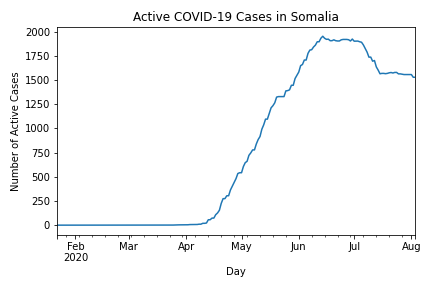 Active COVID-19 Cases in Somalia
Number of Active Cases
2000
1750
1500
1250
1000
750
500
250
0
Feb Mar Apr May Jun Jul Aug
2020
Day